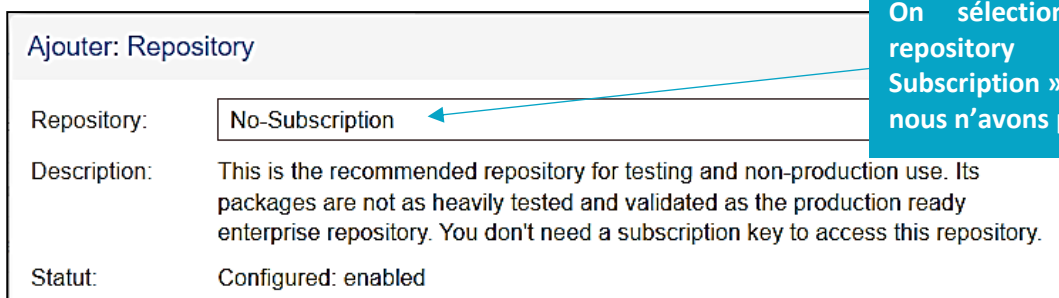 Ajouter: Repository
On
repository
Subscription »
nous n'avons
Repository:
No-Subscription
Description:
This is the recommended repository for testing and non-production use. Its
packages are not as heavily tested and validated as the production ready
enterprise repository. You don't need a subscription key to access this repository.
Statut:
Configured: enabled